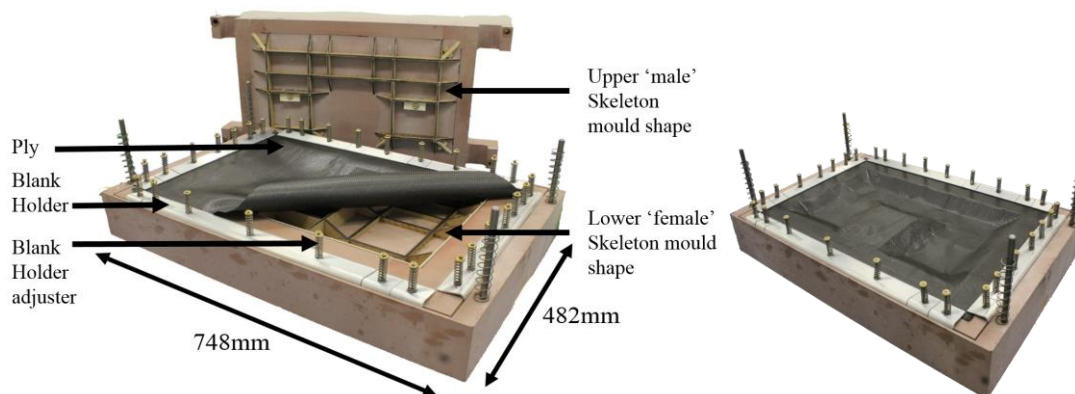 Ply
Blank
Holder
Blank
Holder
adjuster
748mm
482mm
Upper ‘male’
Skeleton
mould shape
Lower ‘female’
Skeleton mould
shape